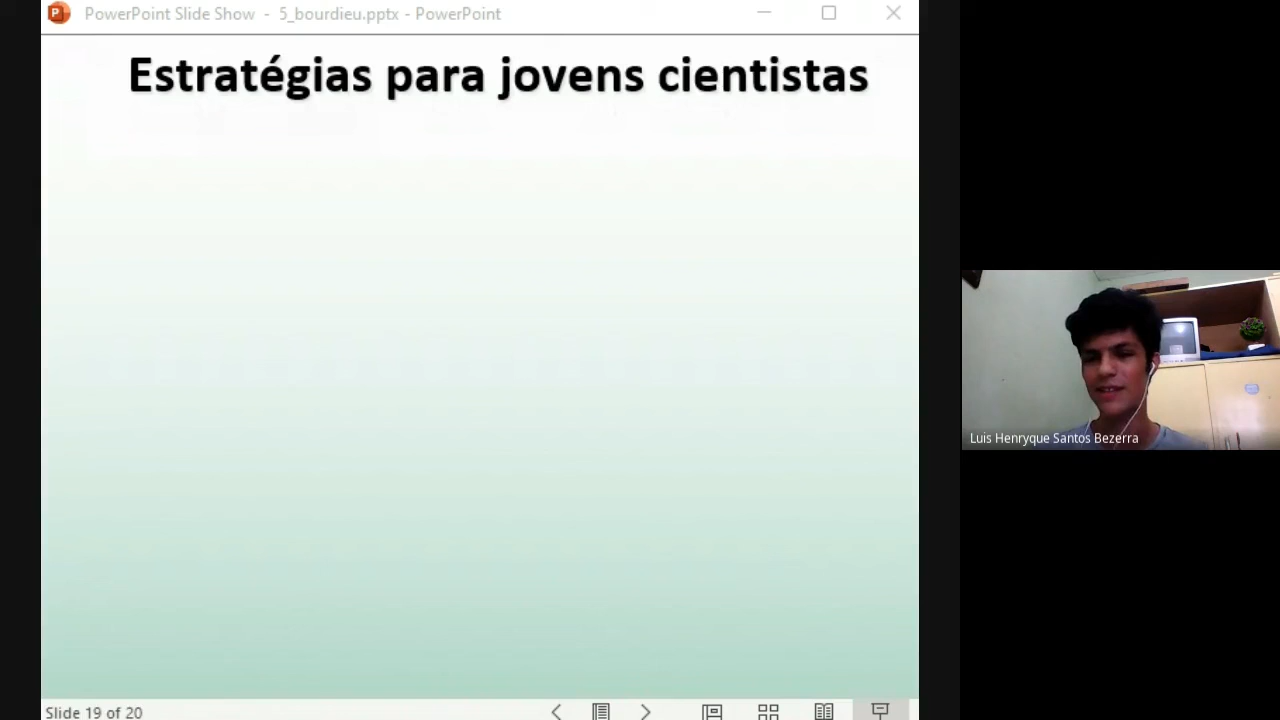 PowerPoint Slide Show - 5_bourdieu.pptx - PowerPoint
Estratégias para jovens cientistas
Luis Henryque Santos Bezerra
Slide 19 of 20